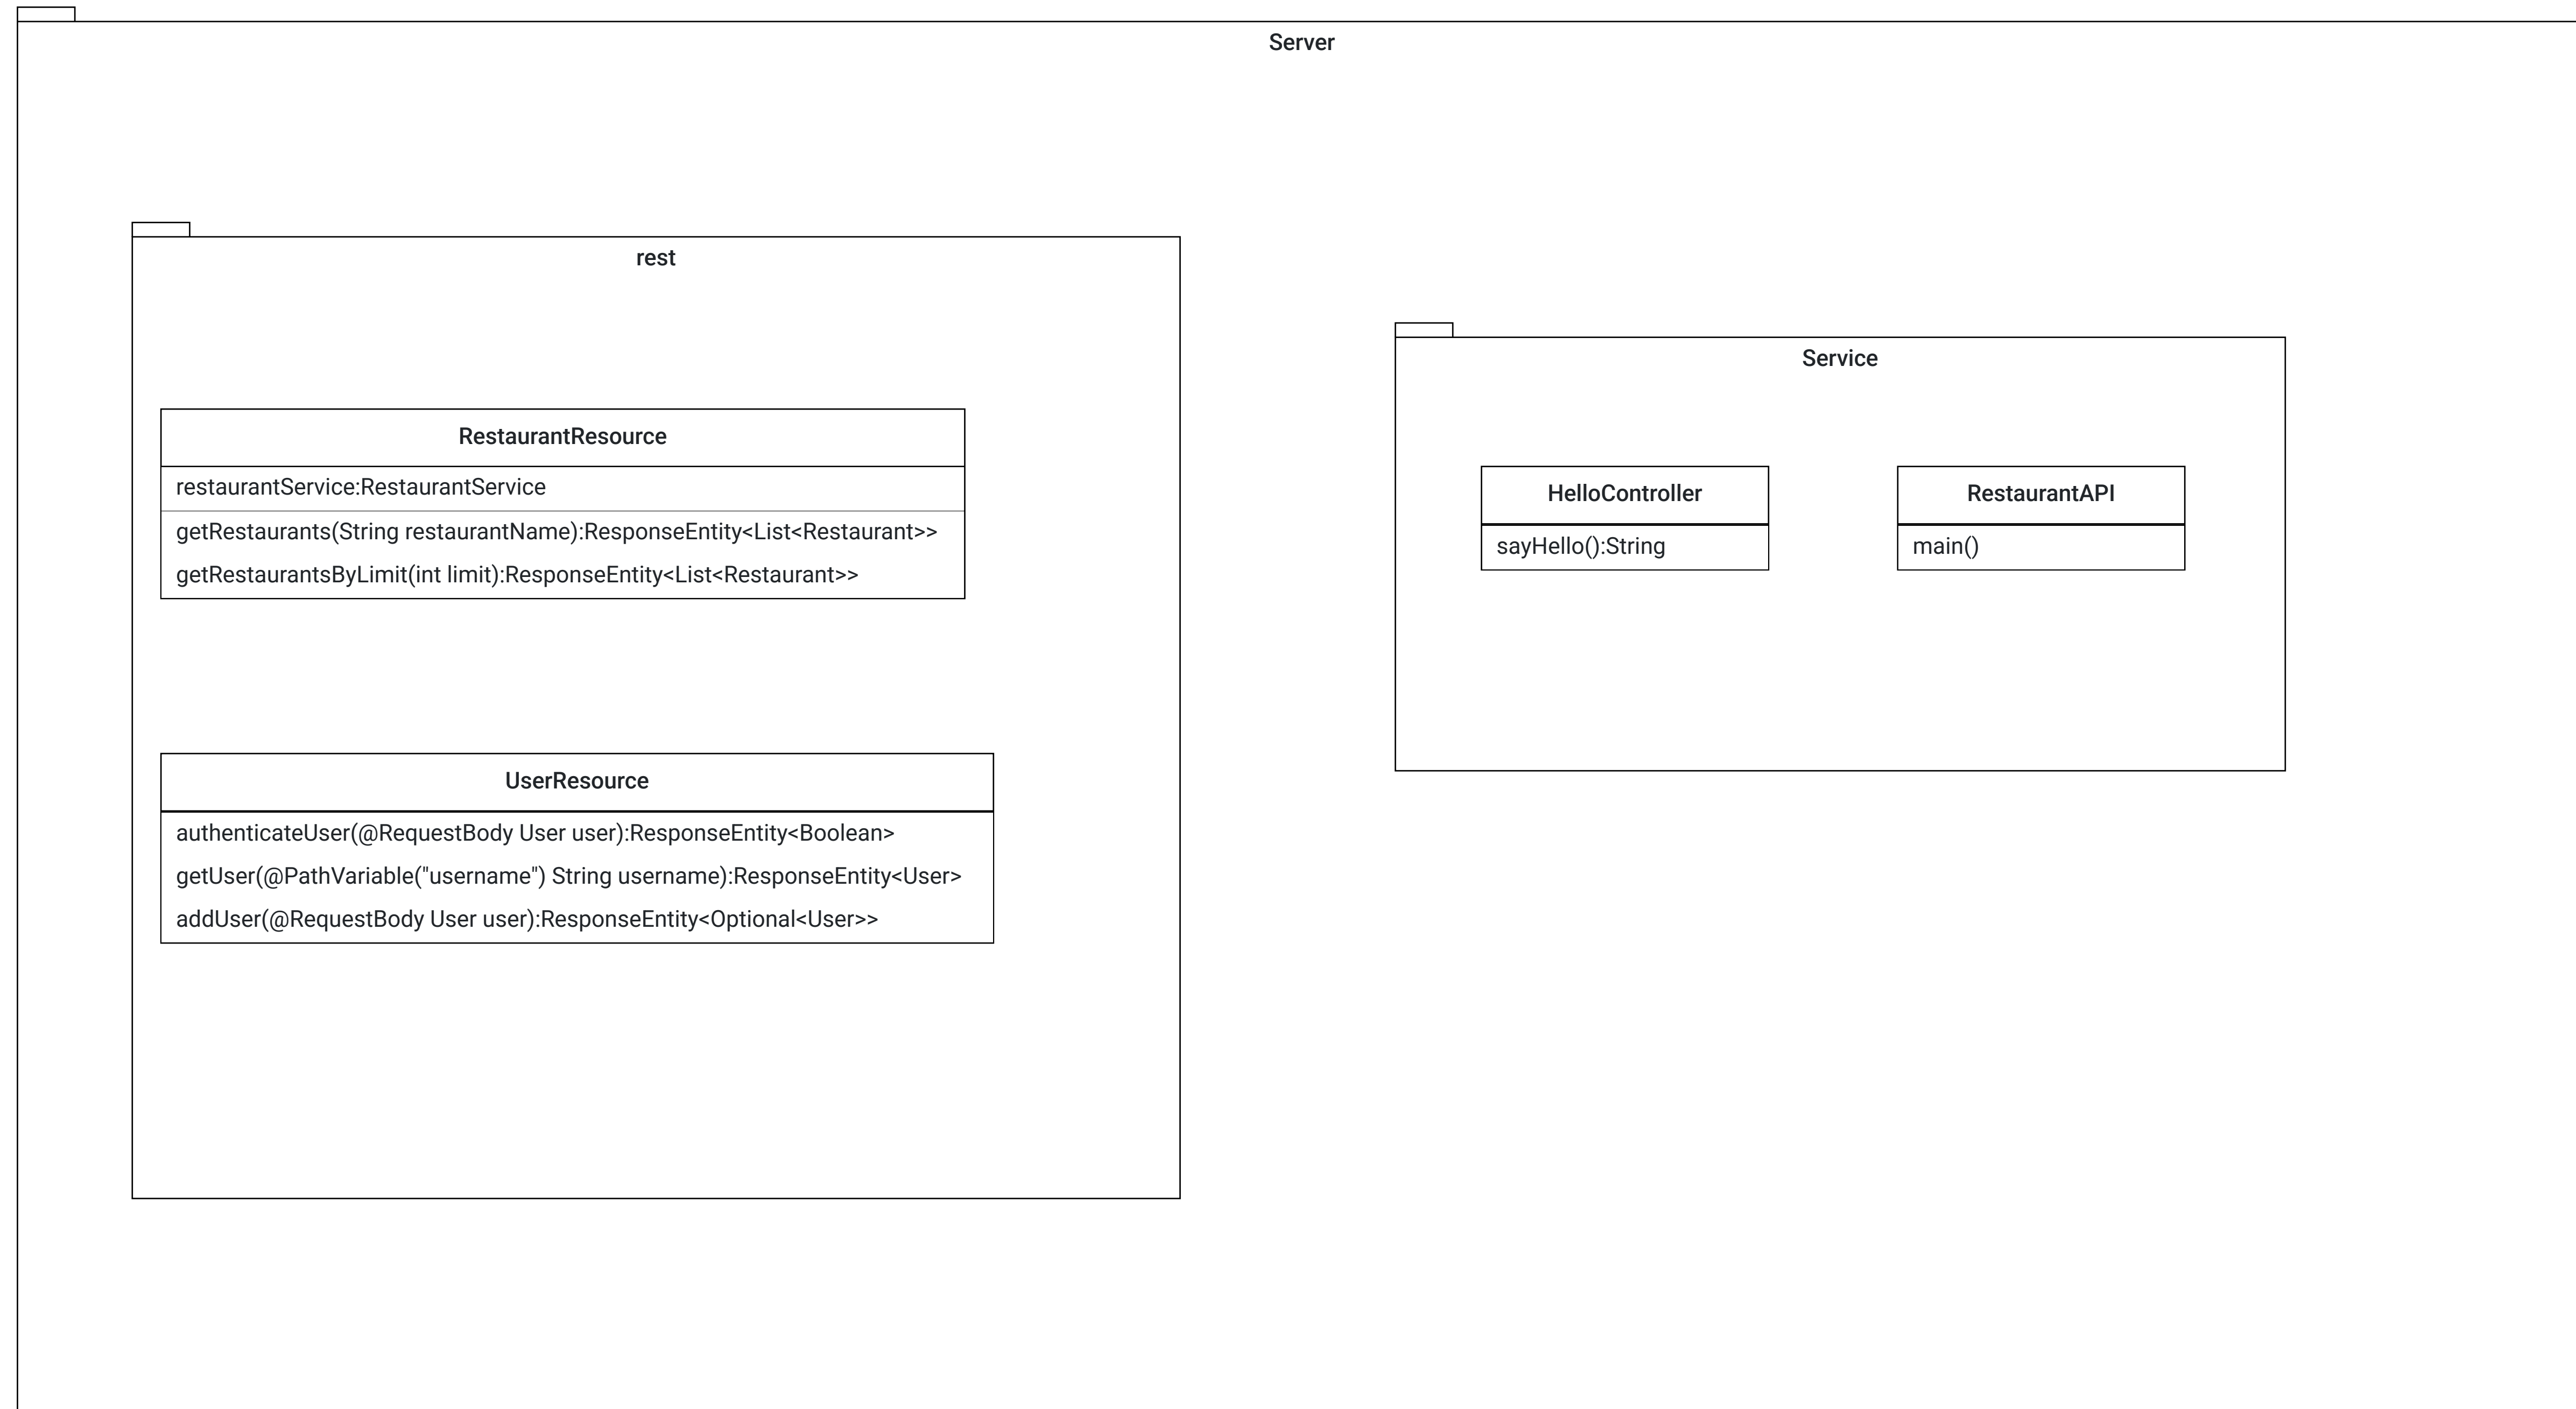 Server
rest
RestaurantResource
restaurantService:RestaurantService
getRestaurants(String restaurantName):ResponseEntity<List<Restaurant>>
getRestaurantsByLimit(int limit):ResponseEntity<List<Restaurant>>
UserResource
authenticateUser(@RequestBody User user):ResponseEntity<Boolean>
getUser(@PathVariable("username") String username):ResponseEntity<User>
addUser(@RequestBody User user):ResponseEntity<Optional<User>>
Service
HelloController
sayHello():String
RestaurantAPI
main()